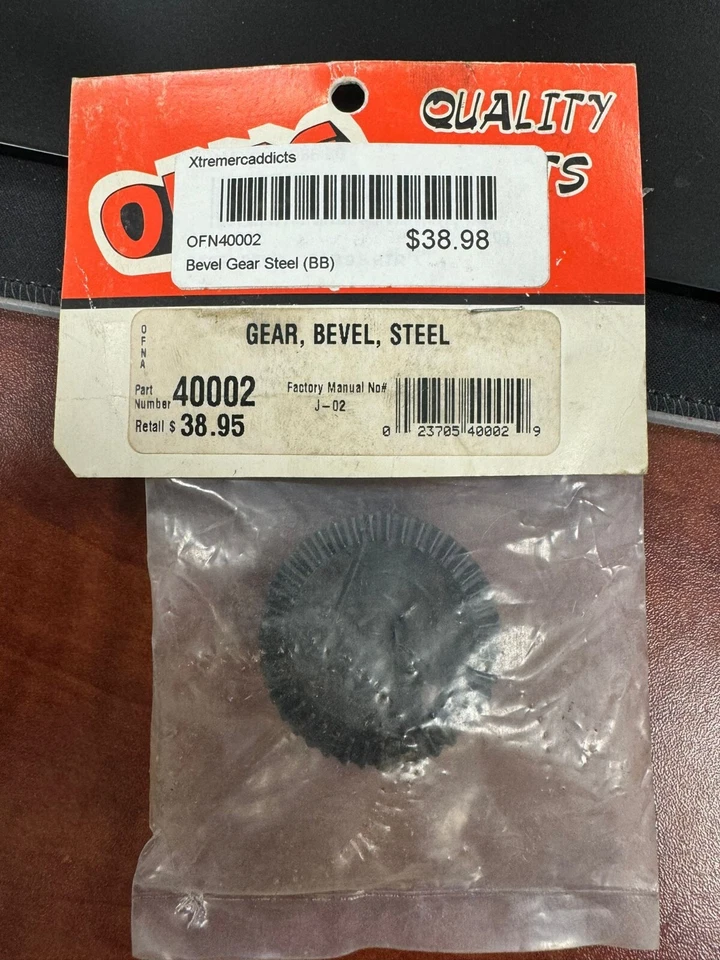 QUALITY
Xtremercaddicts
OFN40002
$38.98
Bevel Gear Steel (BB)
OFNA
GEAR, BEVEL, STEEL
Part Number 40002
Factory Manual No#
J-02
Retail $ 38.95
0 23705 40002 9